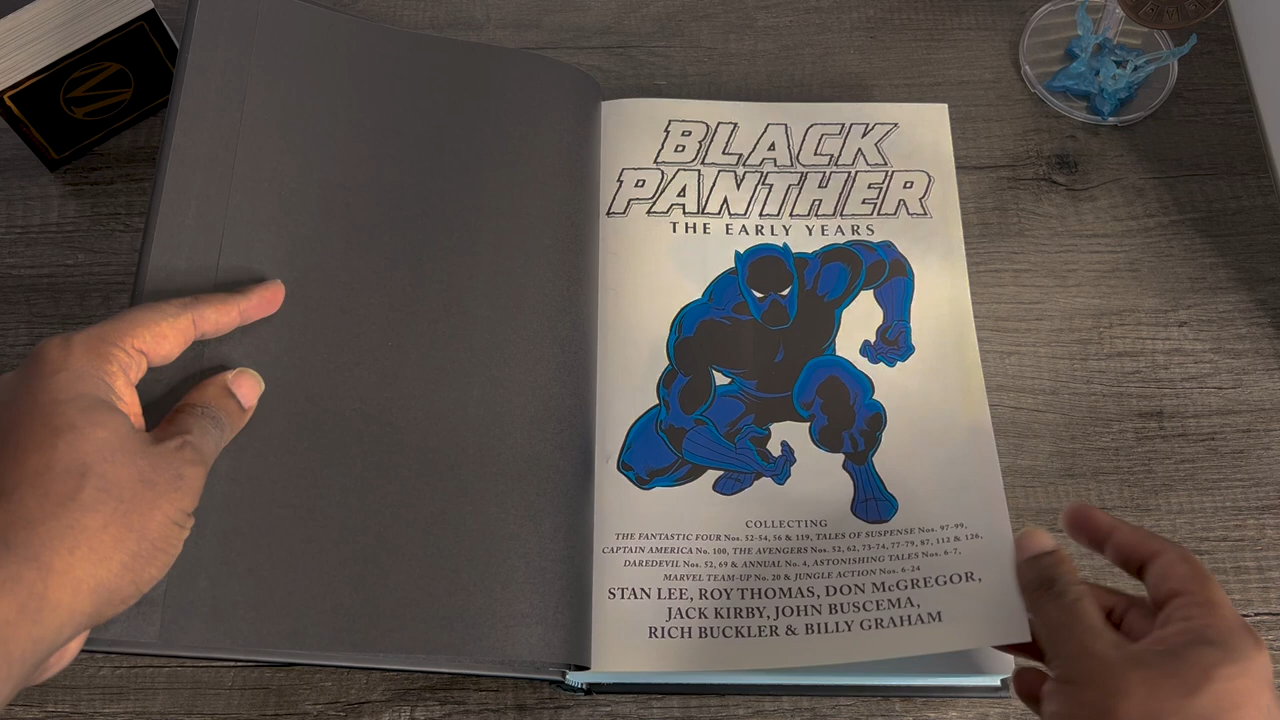 BLACK
PANTHER
THE EARLY YEARS
COLLECTING
THE FANTASTIC FOUR Nos. 52-54, 56 & 119, TALES OF SUSPENSE Nos. 97-99,
CAPTAIN AMERICA No. 100, THE AVENGERS Nos. 52, 62, 73-74, 77-79, 87, 112 & 126,
DAREDEVIL Nos. 52, 69 & ANNUAL No. 4, ASTONISHING TALES Nos. 6-7,
MARVEL TEAM-UP No. 20 & JUNGLE ACTION Nos. 6-24
STAN LEE, ROY THOMAS, DON McGREGOR,
JACK KIRBY, JOHN BUSCEMA,
RICH BUCKLER & BILLY GRAHAM